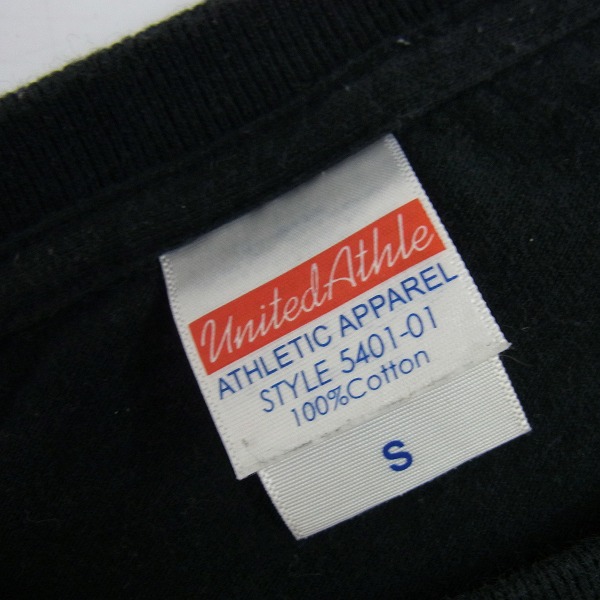 UnitedAthle
ATHLETIC APPAREL
STYLE 5401-01
100%Cotton
S